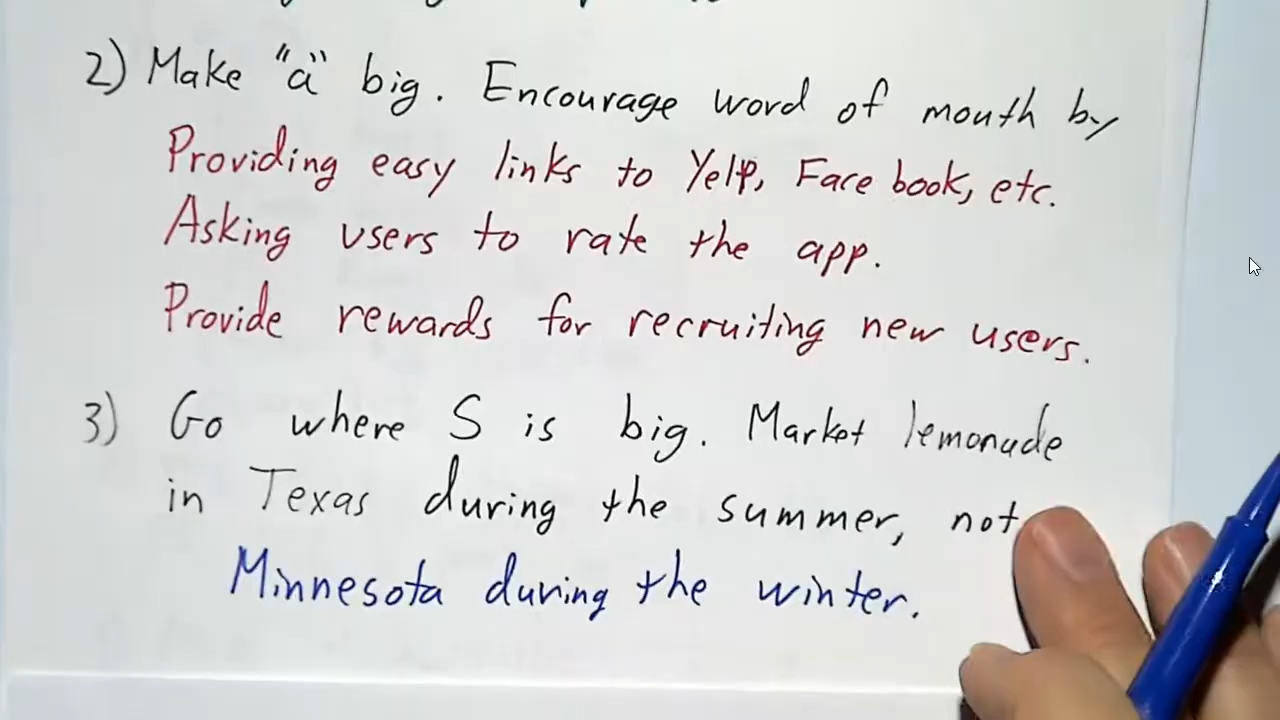 2) Make "a" big. Encourage word of mouth by
Providing easy links to Yelp, Face book, etc.
Asking users to rate the app.
Provide rewards for recruiting new users.
3) Go where S is big. Market lemonade
in Texas during the summer, not
Minnesota during the winter.